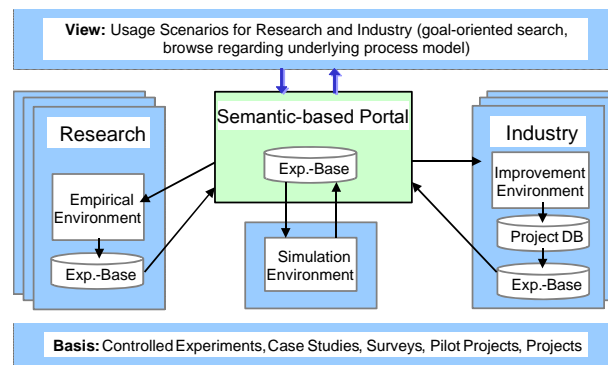 View: Usage Scenarios for Research and Industry (goal-oriented search,
browse regarding underlying process model)
Research
Empirical
Environment
Exp.-Base
Semantic-based Portal
Exp.-Base
Simulation
Environment
Industry
Improvement
Environment
Project DB
Exp.-Base
Basis: Controlled Experiments, Case Studies, Surveys, Pilot Projects, Projects